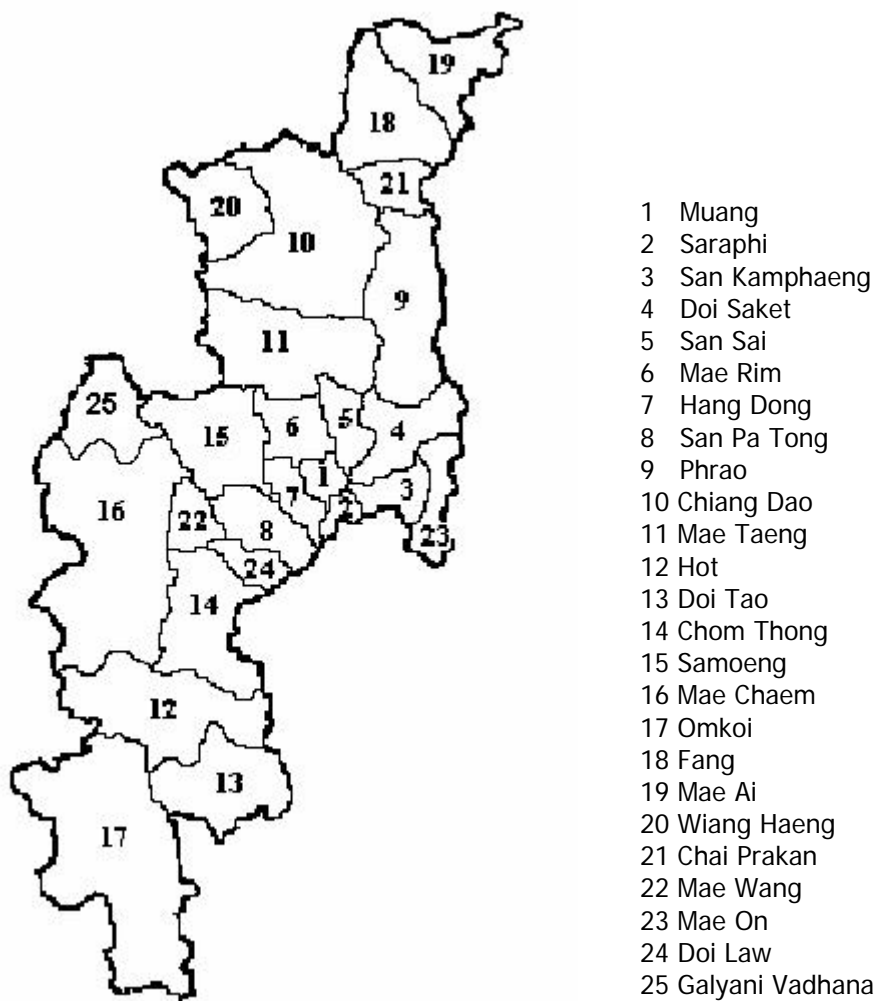 19
18
21
20
10
9
11
25
15
6
5
4
1
3
7
16
22
8
2
23
24
14
12
13
17
1 Muang
2 Saraphi
3 San Kamphaeng
4 Doi Saket
5 San Sai
6 Mae Rim
7 Hang Dong
8 San Pa Tong
9 Phrao
10 Chiang Dao
11 Mae Taeng
12 Hot
13 Doi Tao
14 Chom Thong
15 Samoeng
16 Mae Chaem
17 Omkoi
18 Fang
19 Mae Ai
20 Wiang Haeng
21 Chai Prakan
22 Mae Wang
23 Mae On
24 Doi Law
25 Galyani Vadhana